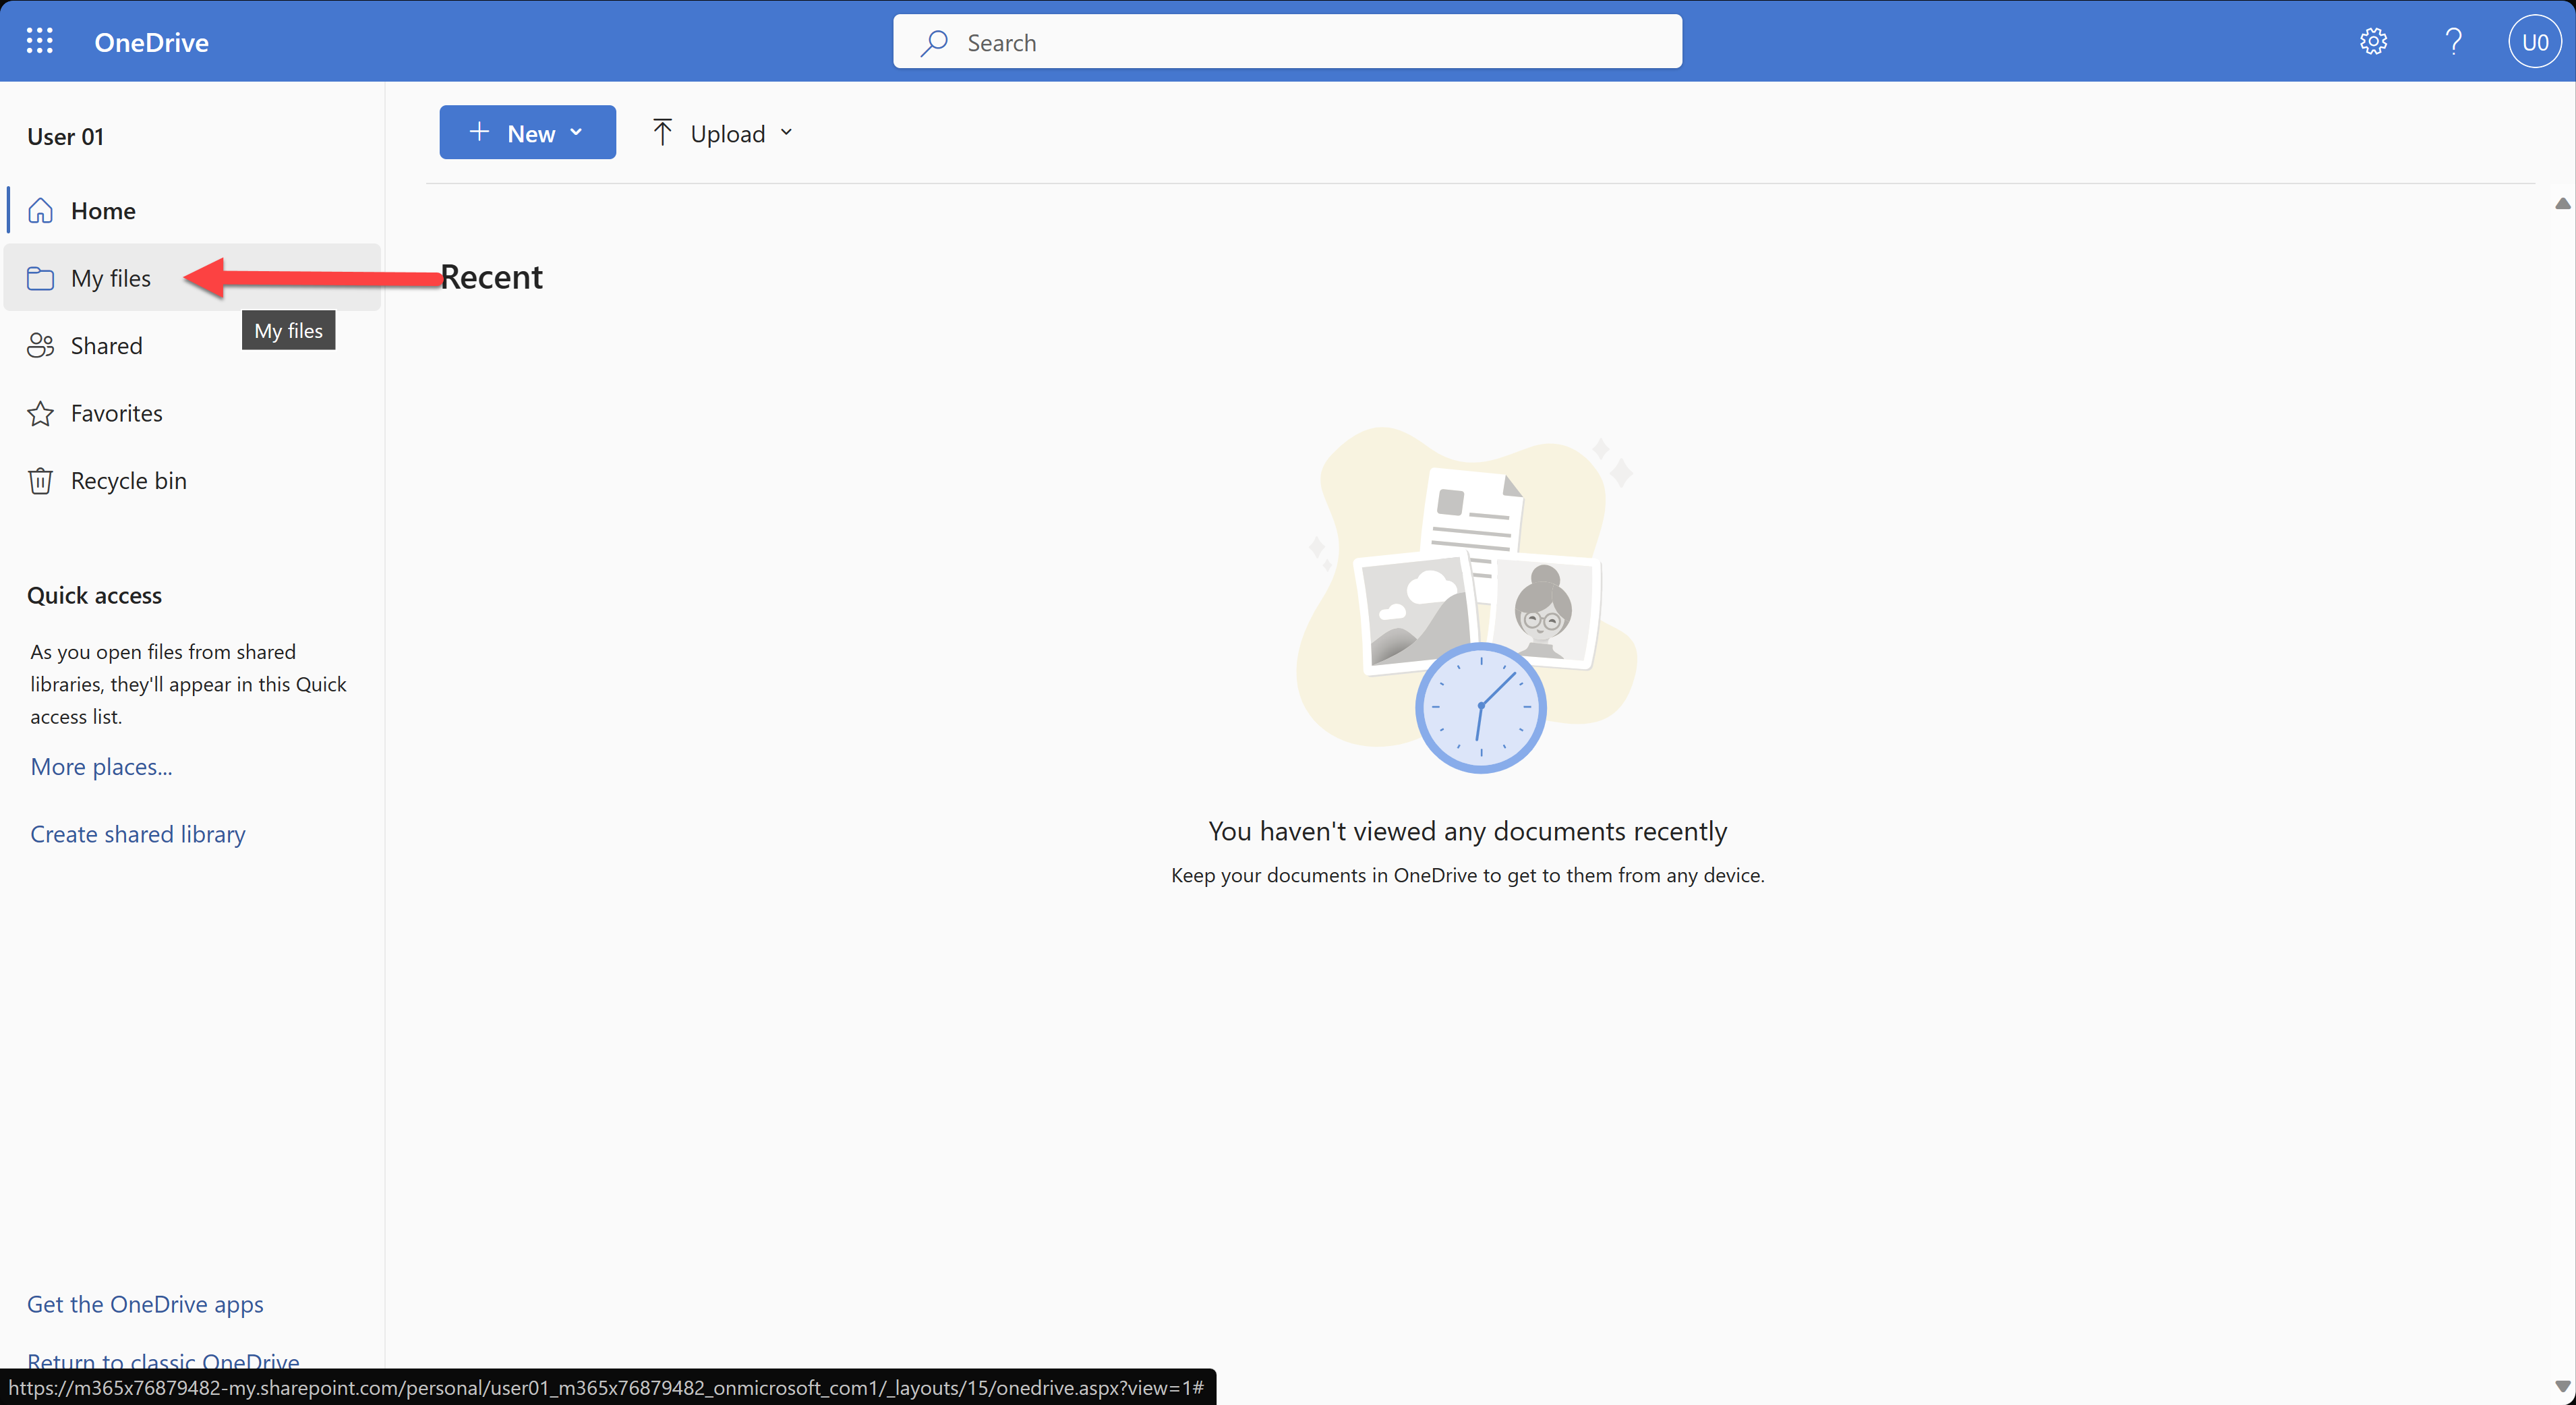 OneDrive
Search
U0
User 01
New
Upload
Home
My files
Recent
My files
Shared
Favorites
Recycle bin
Quick access
As you open files from shared
libraries, they'll appear in this Quick
access list.
More places...
Create shared library
You haven't viewed any documents recently
Keep your documents in OneDrive to get to them from any device.
Get the OneDrive apps
Return to classic OneDrive
https://m365x76879482-my.sharepoint.com/personal/user01_m365x76879482_onmicrosoft_com1/_layouts/15/onedrive.aspx?view=1#